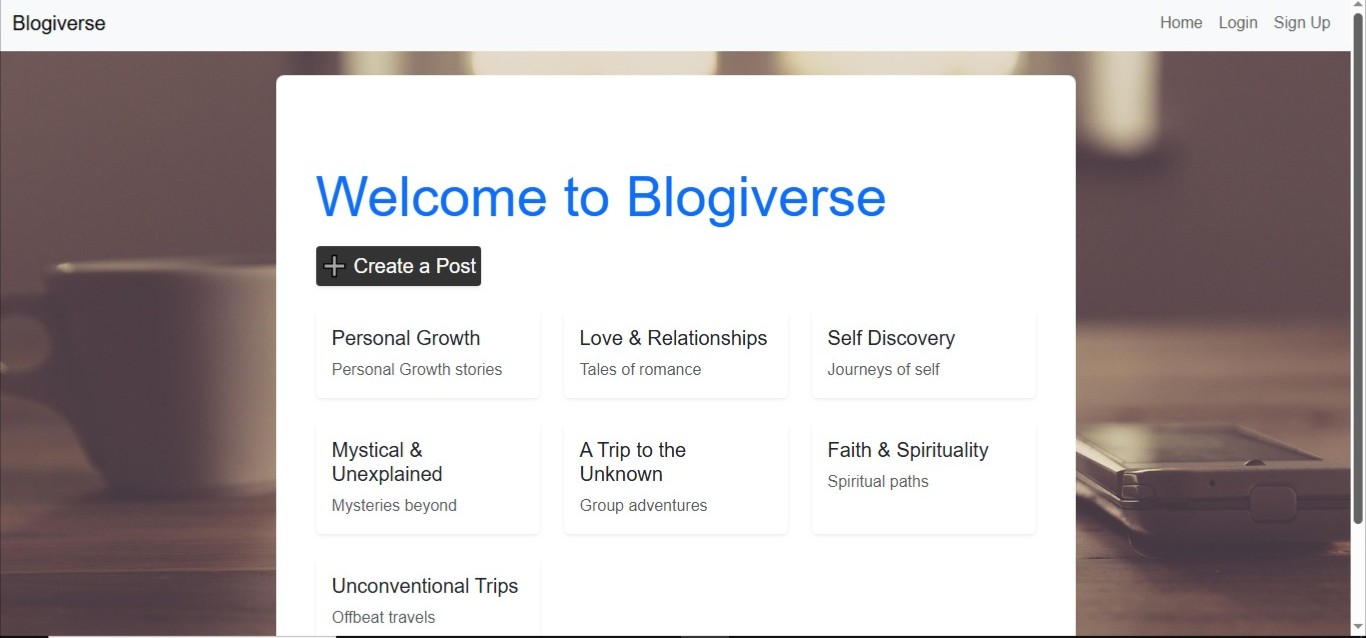 Blogiverse
Home Login Sign Up
Welcome to Blogiverse
Create a Post
Personal Growth
Personal Growth stories
Love & Relationships
Tales of romance
Self Discovery
Journeys of self
Mystical &
Unexplained
Mysteries beyond
A Trip to the
Unknown
Group adventures
Faith & Spirituality
Spiritual paths
Unconventional Trips
Offbeat travels